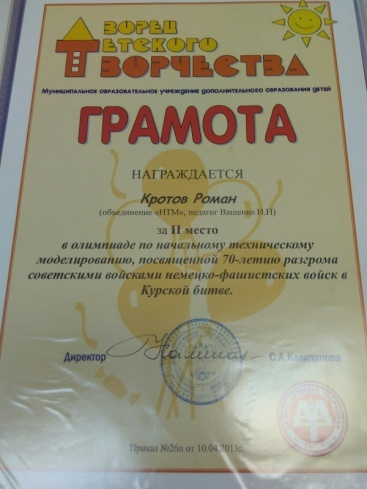 Дворец
Детского
Творчества
Муниципальное образовательное учреждение дополнительного образования детей
ГРАМОТА
НАГРАЖДАЕТСЯ
Кротов Роман
(объединение «НТМ», педагог Ващенко И.Н)
за II место
в олимпиаде по начальному техническому
моделированию, посвященной 70-летию разгрома
советскими войсками немецко-фашистских войск в
Курской битве.
Директор С.А.Калипанова
Приказ №26п от 10.04.2013г.